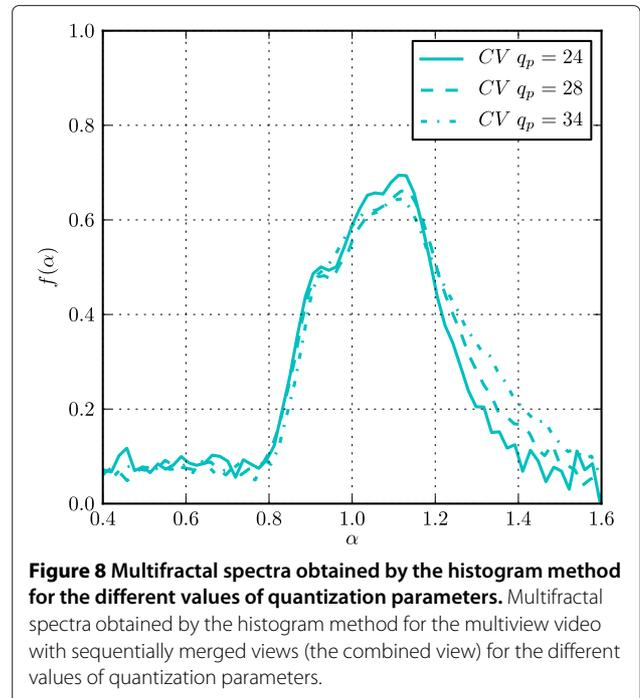 1.0
CV q_p = 24
CV q_p = 28
CV q_p = 34
0.8
0.6
f(α)
0.4
0.2
0.0
0.4 0.6 0.8 1.0 1.2 1.4 1.6
α
Figure 8 Multifractal spectra obtained by the histogram method
for the different values of quantization parameters. Multifractal
spectra obtained by the histogram method for the multiview video
with sequentially merged views (the combined view) for the different
values of quantization parameters.